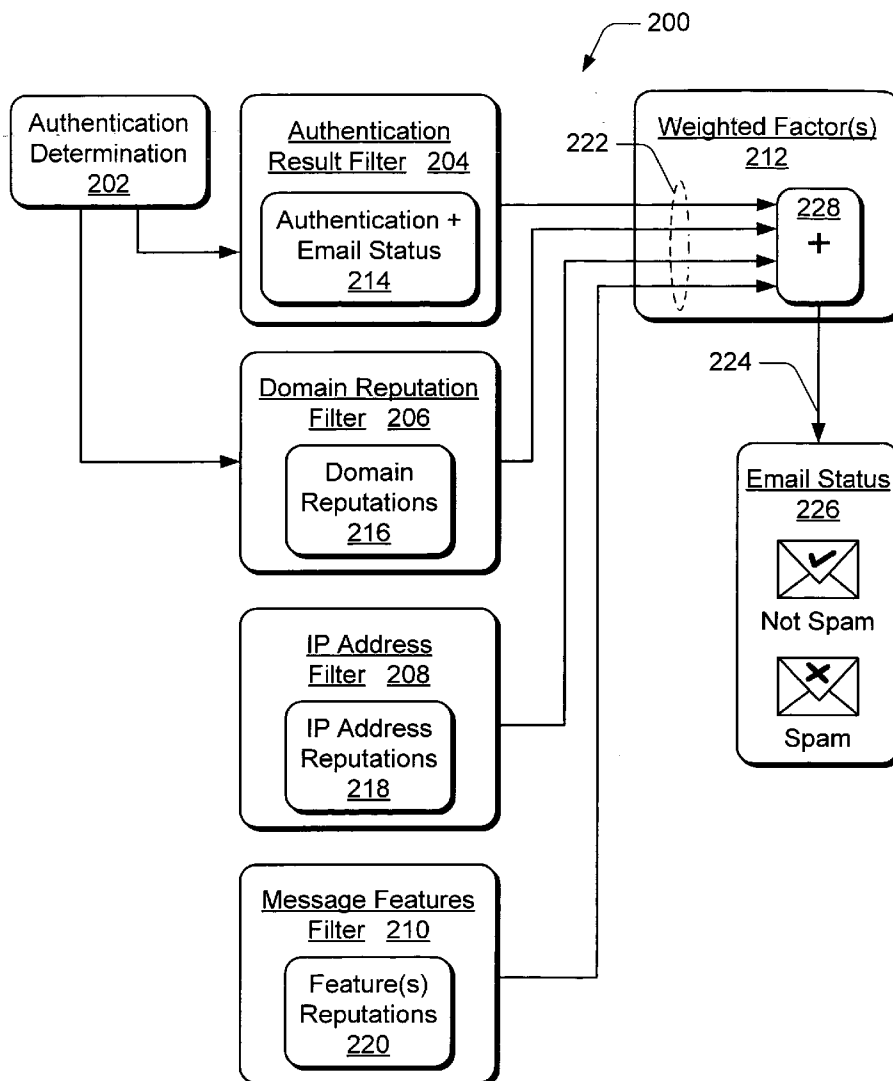 200
Authentication
Determination
202
Authentication
Result Filter 204
Authentication +
Email Status
214
222
Weighted Factor(s)
212
228
+
Domain Reputation
Filter 206
Domain
Reputations
216
224
Email Status
226
Not Spam
Spam
IP Address
Filter 208
IP Address
Reputations
218
Message Features
Filter 210
Feature(s)
Reputations
220